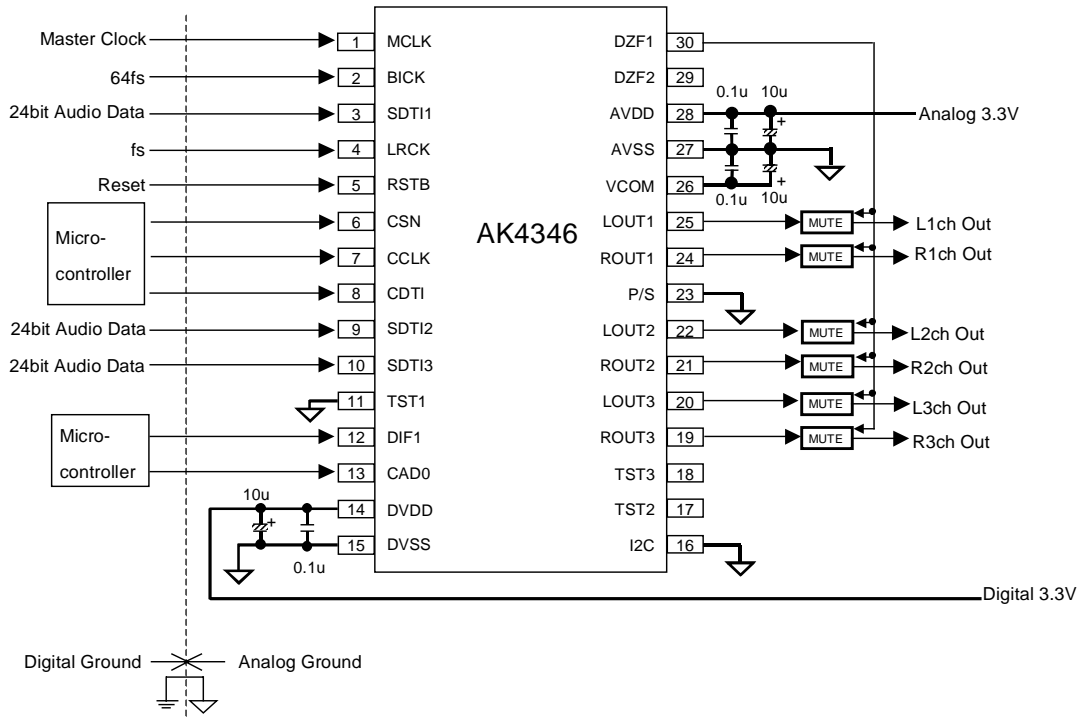 Master Clock
1
MCLK
DZF1
30
64fs
2
BICK
DZF2
29
0.1u
10u
24bit Audio Data
3
SDTI1
AVDD
28
+
Analog 3.3V
fs
4
LRCK
AVSS
27
Reset
5
RSTB
VCOM
26
+
0.1u
10u
Micro-
controller
6
CSN
LOUT1
25
MUTE
L1ch Out
AK4346
7
CCLK
ROUT1
24
MUTE
R1ch Out
8
CDTI
P/S
23
24bit Audio Data
9
SDTI2
LOUT2
22
MUTE
L2ch Out
24bit Audio Data
10
SDTI3
ROUT2
21
MUTE
R2ch Out
11
TST1
LOUT3
20
MUTE
L3ch Out
Micro-
controller
12
DIF1
ROUT3
19
MUTE
R3ch Out
13
CAD0
TST3
18
10u
14
DVDD
TST2
17
+
15
DVSS
I2C
16
0.1u
Digital 3.3V
Digital Ground
Analog Ground